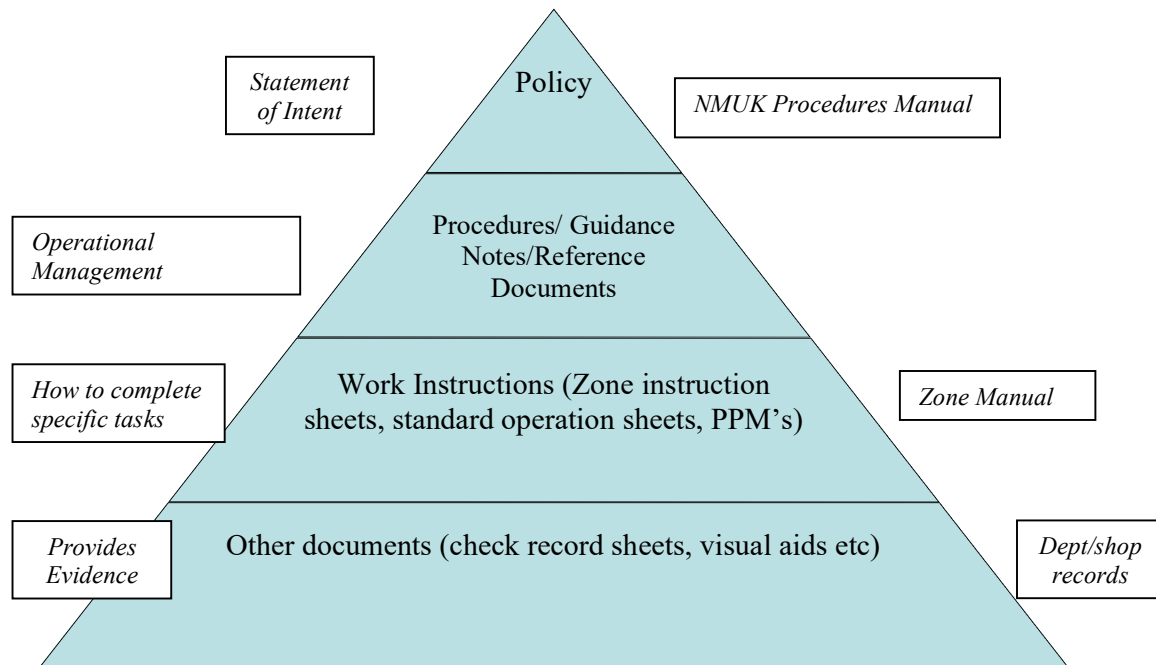 Statement
of Intent
Policy
NMUK Procedures Manual
Operational
Management
Procedures/ Guidance
Notes/Reference
Documents
How to complete
specific tasks
Work Instructions (Zone instruction
sheets, standard operation sheets, PPM’s)
Zone Manual
Provides
Evidence
Other documents (check record sheets, visual aids etc)
Dept/shop
records